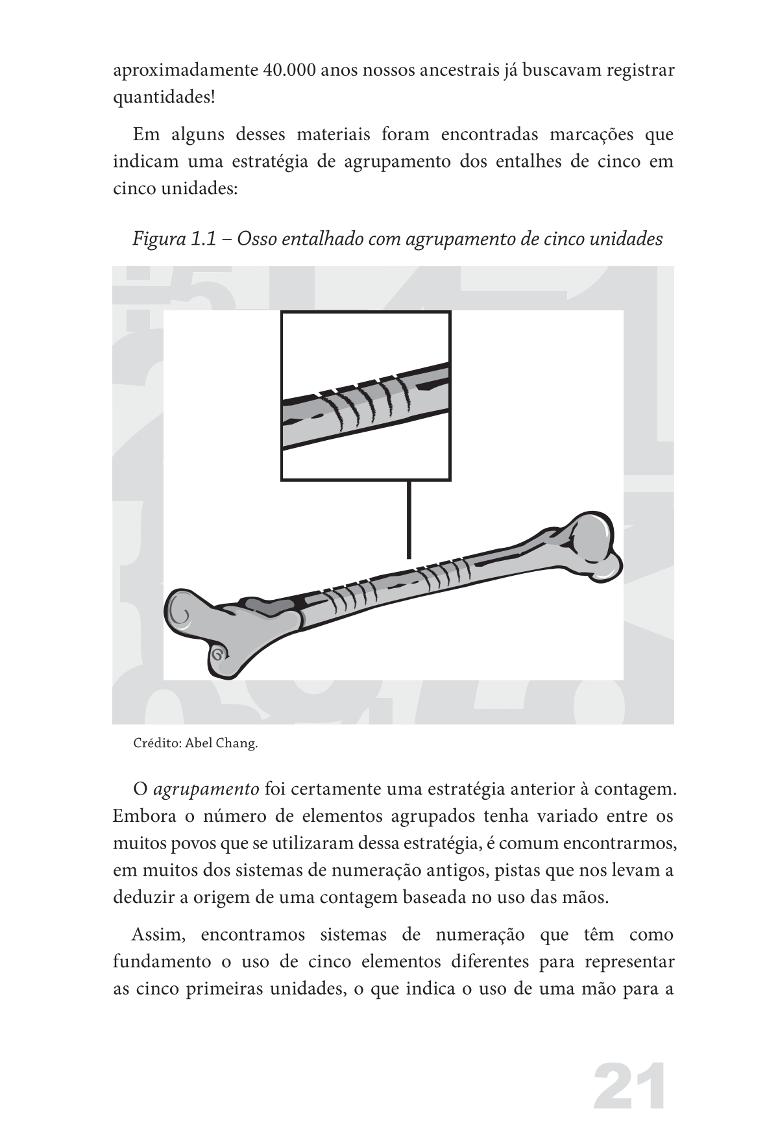 aproximadamente 40.000 anos nossos ancestrais já buscavam registrar
quantidades!
Em alguns desses materiais foram encontradas marcações que
indicam uma estratégia de agrupamento dos entalhes de cinco em
cinco unidades:
Figura 1.1 – Osso entalhado com agrupamento de cinco unidades
Crédito: Abel Chang.
O agrupamento foi certamente uma estratégia anterior à contagem.
Embora o número de elementos agrupados tenha variado entre os
muitos povos que se utilizaram dessa estratégia, é comum encontrarmos,
em muitos dos sistemas de numeração antigos, pistas que nos levam a
deduzir a origem de uma contagem baseada no uso das mãos.
Assim, encontramos sistemas de numeração que têm como
fundamento o uso de cinco elementos diferentes para representar
as cinco primeiras unidades, o que indica o uso de uma mão para a
21